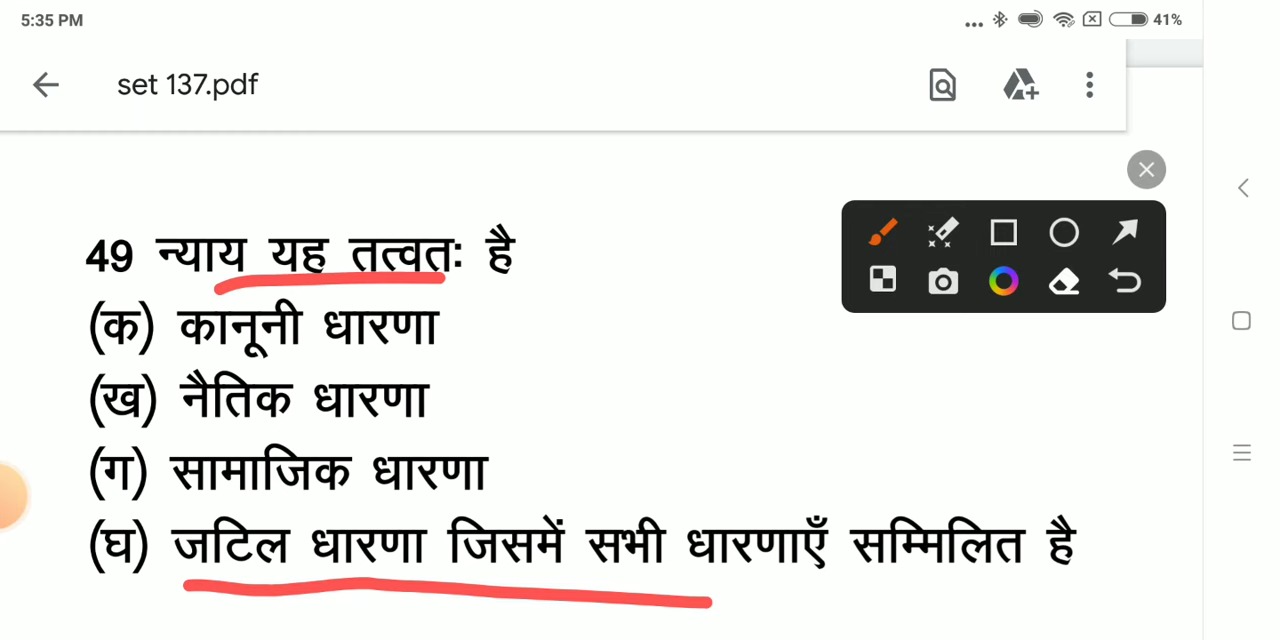 5:35 PM
41%
set 137.pdf
49 न्याय यह तत्वतः है
(क) कानूनी धारणा
(ख) नैतिक धारणा
(ग) सामाजिक धारणा
(घ) जटिल धारणा जिसमें सभी धारणाएँ सम्मिलित है